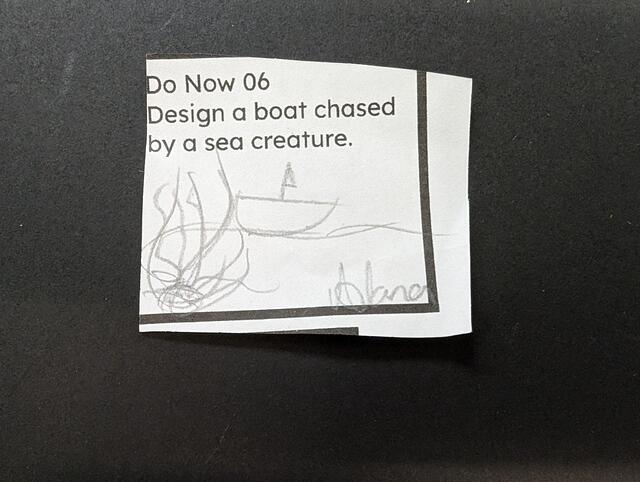 Do Now 06
Design a boat chased
by a sea creature.